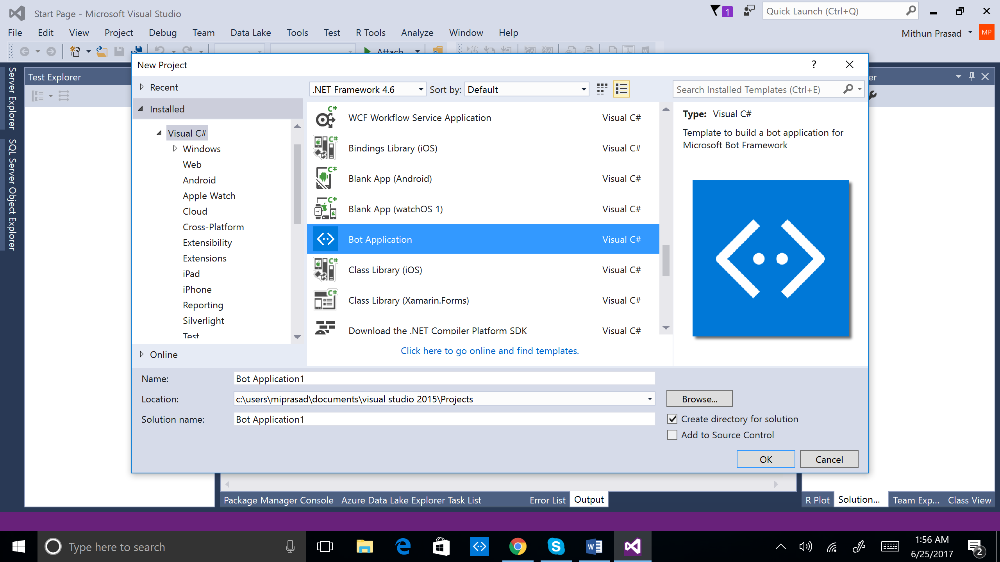 Start Page - Microsoft Visual Studio
1
Quick Launch (Ctrl+Q)
File Edit View Project Debug Team Data Lake Tools Test R Tools Analyze Window Help
Mithun Prasad
MP
Attach
Server Explorer
SQL Server Object Explorer
Test Explorer
er
New Project
?
Recent
Installed
Visual C#
Windows
Web
Android
Apple Watch
Cloud
Cross-Platform
Extensibility
Extensions
iPad
iPhone
Reporting
Silverlight
Test
Online
.NET Framework 4.6
Sort by: Default
Search Installed Templates (Ctrl+E)
WCF Workflow Service Application Visual C#
Bindings Library (iOS) Visual C#
Blank App (Android) Visual C#
Blank App (watchOS 1) Visual C#
Bot Application Visual C#
Class Library (iOS) Visual C#
Class Library (Xamarin.Forms) Visual C#
Download the .NET Compiler Platform SDK Visual C#
Click here to go online and find templates.
Type: Visual C#
Template to build a bot application for
Microsoft Bot Framework
Name: Bot Application1
Location: c:\users\miprasad\documents\visual studio 2015\Projects
Browse...
Solution name: Bot Application1
Create directory for solution
Add to Source Control
OK Cancel
Package Manager Console Azure Data Lake Explorer Task List Error List Output
R Plot Solution... Team Exp... Class View
Type here to search
1:56 AM
6/25/2017
2